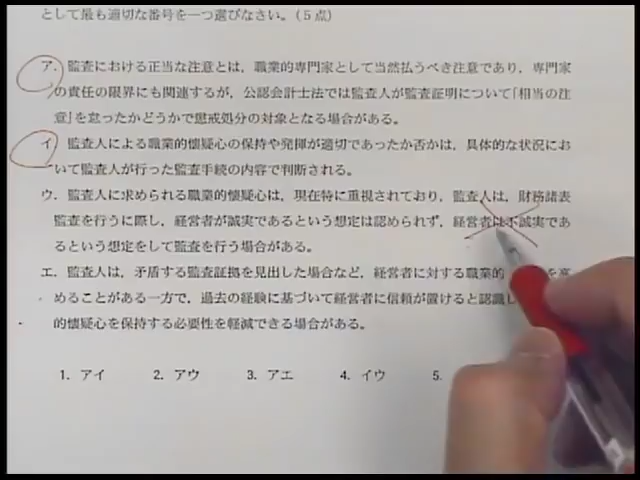 として最も適切な番号を一つ選びなさい。（5点）
ア．監査における正当な注意とは，職業的専門家として当然払うべき注意であり，専門家
の責任の限界にも関連するが，公認会計士法では監査人が監査証明について「相当の注
意」を怠ったかどうかで懲戒処分の対象となる場合がある。
イ．監査人による職業的懐疑心の保持や発揮が適切であったか否かは，具体的な状況にお
いて監査人が行った監査手続の内容で判断される。
ウ．監査人に求められる職業的懐疑心は，現在特に重視されており，監査人は，財務諸表
監査を行うに際し，経営者が誠実であるという想定は認められず，経営者は不誠実であ
るという想定をして監査を行う場合がある。
エ．監査人は，矛盾する監査証拠を見出した場合など，経営者に対する職業的 を高
めることがある一方で，過去の経験に基づいて経営者に信頼が置けると認識し
的懐疑心を保持する必要性を軽減できる場合がある。
1．アイ 2．アウ 3．アエ 4．イウ 5．